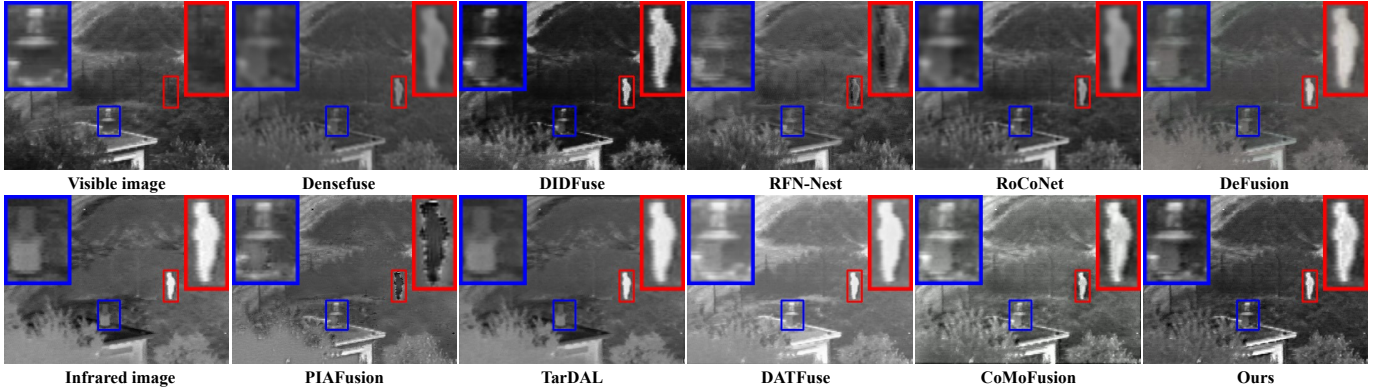 Visible image Densefuse DIDFuse RFN-Nest RoCoNet DeFusion
Infrared image PIAFusion TarDAL DATFuse CoMoFusion Ours